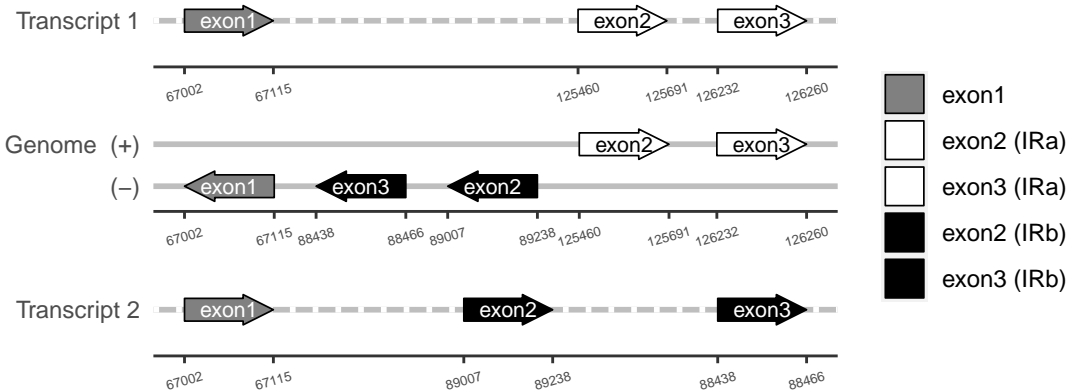 Transcript 1 exon1 exon2 exon3
67002 67115 125460 125691 126232 126260
Genome (+) exon2 exon3
(−) exon1 exon3 exon2
67002 67115 88438 88466 89007 89238 125460 125691 126232 126260
Transcript 2 exon1 exon2 exon3
67002 67115 89007 89238 88438 88466
exon1
exon2 (IRa)
exon3 (IRa)
exon2 (IRb)
exon3 (IRb)